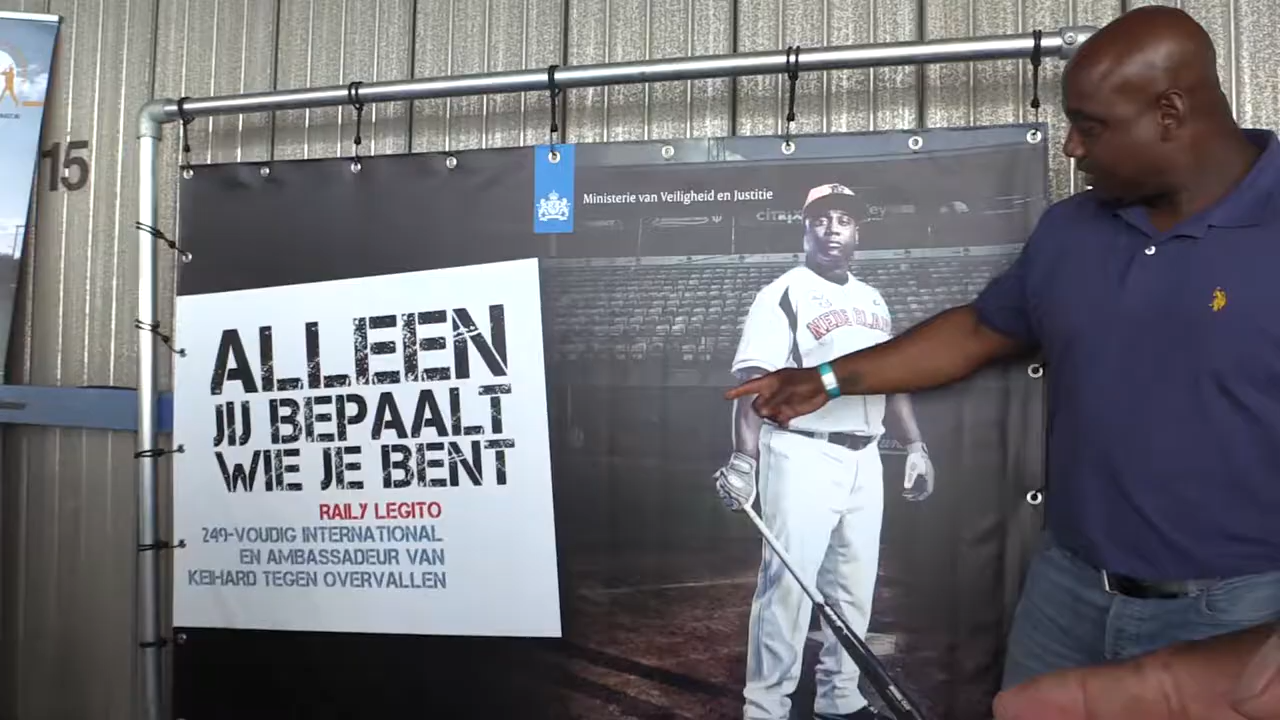 15
Ministerie van Veiligheid en Justitie
ALLEEN
JIJ BEPAALT
WIE JE BENT
RAILY LEGITO
249-VOUDIG INTERNATIONAL
EN AMBASSADEUR VAN
KEIHARD TEGEN OVERVALLEN